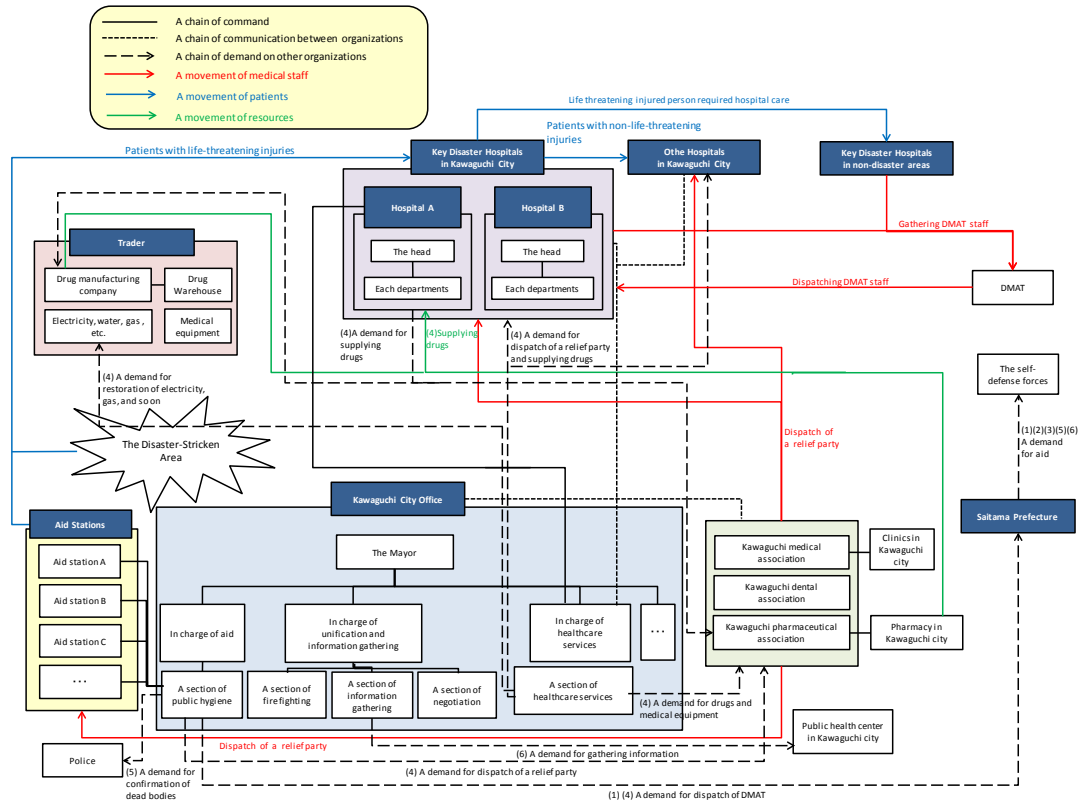 A chain of command
A chain of communication between organizations
A chain of demand on other organizations
A movement of medical staff
A movement of patients
A movement of resources
Life threatening injured person required hospital care
Patients with non-life-threatening
injuries
Patients with life-threatening injuries
Key Disaster Hospitals
in Kawaguchi City
Othe Hospitals
in Kawaguchi City
Key Disaster Hospitals
in non-disaster areas
Hospital A
Hospital B
The head
The head
Each departments
Each departments
Gathering DMAT staff
Dispatching DMAT staff
DMAT
Trader
Drug manufacturing
company
Drug
Warehouse
Electricity, water, gas ,
etc.
Medical
equipment
(4)A demand for
supplying
drugs
(4)Supplying
drugs
(4) A demand for
dispatch of a relief party
and supplying drugs
(4) A demand for
restoration of electricity,
gas, and so on
The self-
defense forces
The Disaster-Stricken
Area
Dispatch of
a relief party
(1)(2)(3)(5)(6)
A demand
for aid
Kawaguchi City Office
Saitama Prefecture
Aid Stations
Aid station A
Aid station B
Aid station C
...
The Mayor
In charge of aid
In charge of
unification and
information gathering
In charge of
healthcare
services
...
A section of
public hygiene
A section of
fire fighting
A section of
information
gathering
A section of
negotiation
A section of
healthcare services
Kawaguchi medical
association
Kawaguchi dental
association
Kawaguchi pharmaceutical
association
Clinics in
Kawaguchi
city
Pharmacy in
Kawaguchi city
(4) A demand for drugs and
medical equipment
Public health center
in Kawaguchi city
Dispatch of a relief party
(6) A demand for gathering information
Police
(5) A demand for
confirmation of
dead bodies
(4) A demand for dispatch of a relief party
(1) (4) A demand for dispatch of DMAT